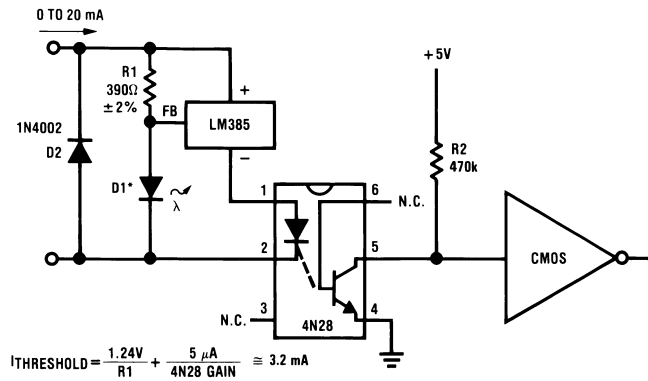 0 TO 20 mA
R1
390Ω
±2%
FB
+
LM385
−
+5V
R2
470k
1N4002
D2
D1*
λ
1
6
N.C.
2
5
CMOS
3
N.C.
4
4N28
ITHRESHOLD = 1.24V / R1 + 5 μA / 4N28 GAIN ≅ 3.2 mA